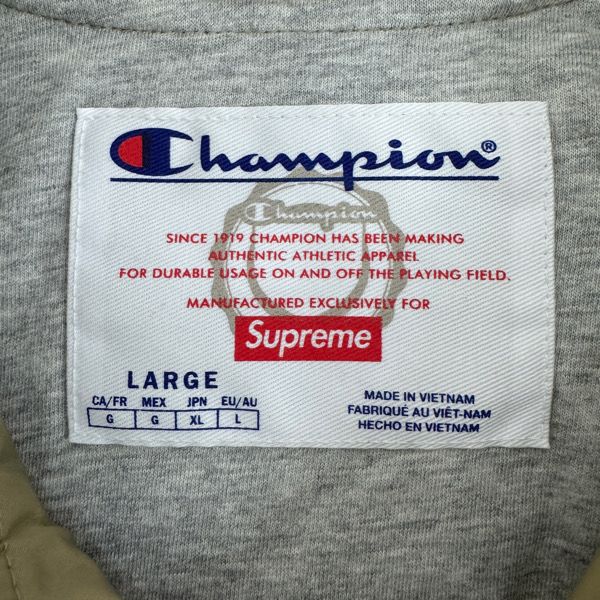 Champion®
Champion
SINCE 1919 CHAMPION HAS BEEN MAKING
AUTHENTIC ATHLETIC APPAREL
FOR DURABLE USAGE ON AND OFF THE PLAYING FIELD.
MANUFACTURED EXCLUSIVELY FOR
Supreme
LARGE
CA/FR MEX JPN EU/AU
G G XL L
MADE IN VIETNAM
FABRIQUÉ AU VIÊT-NAM
HECHO EN VIETNAM